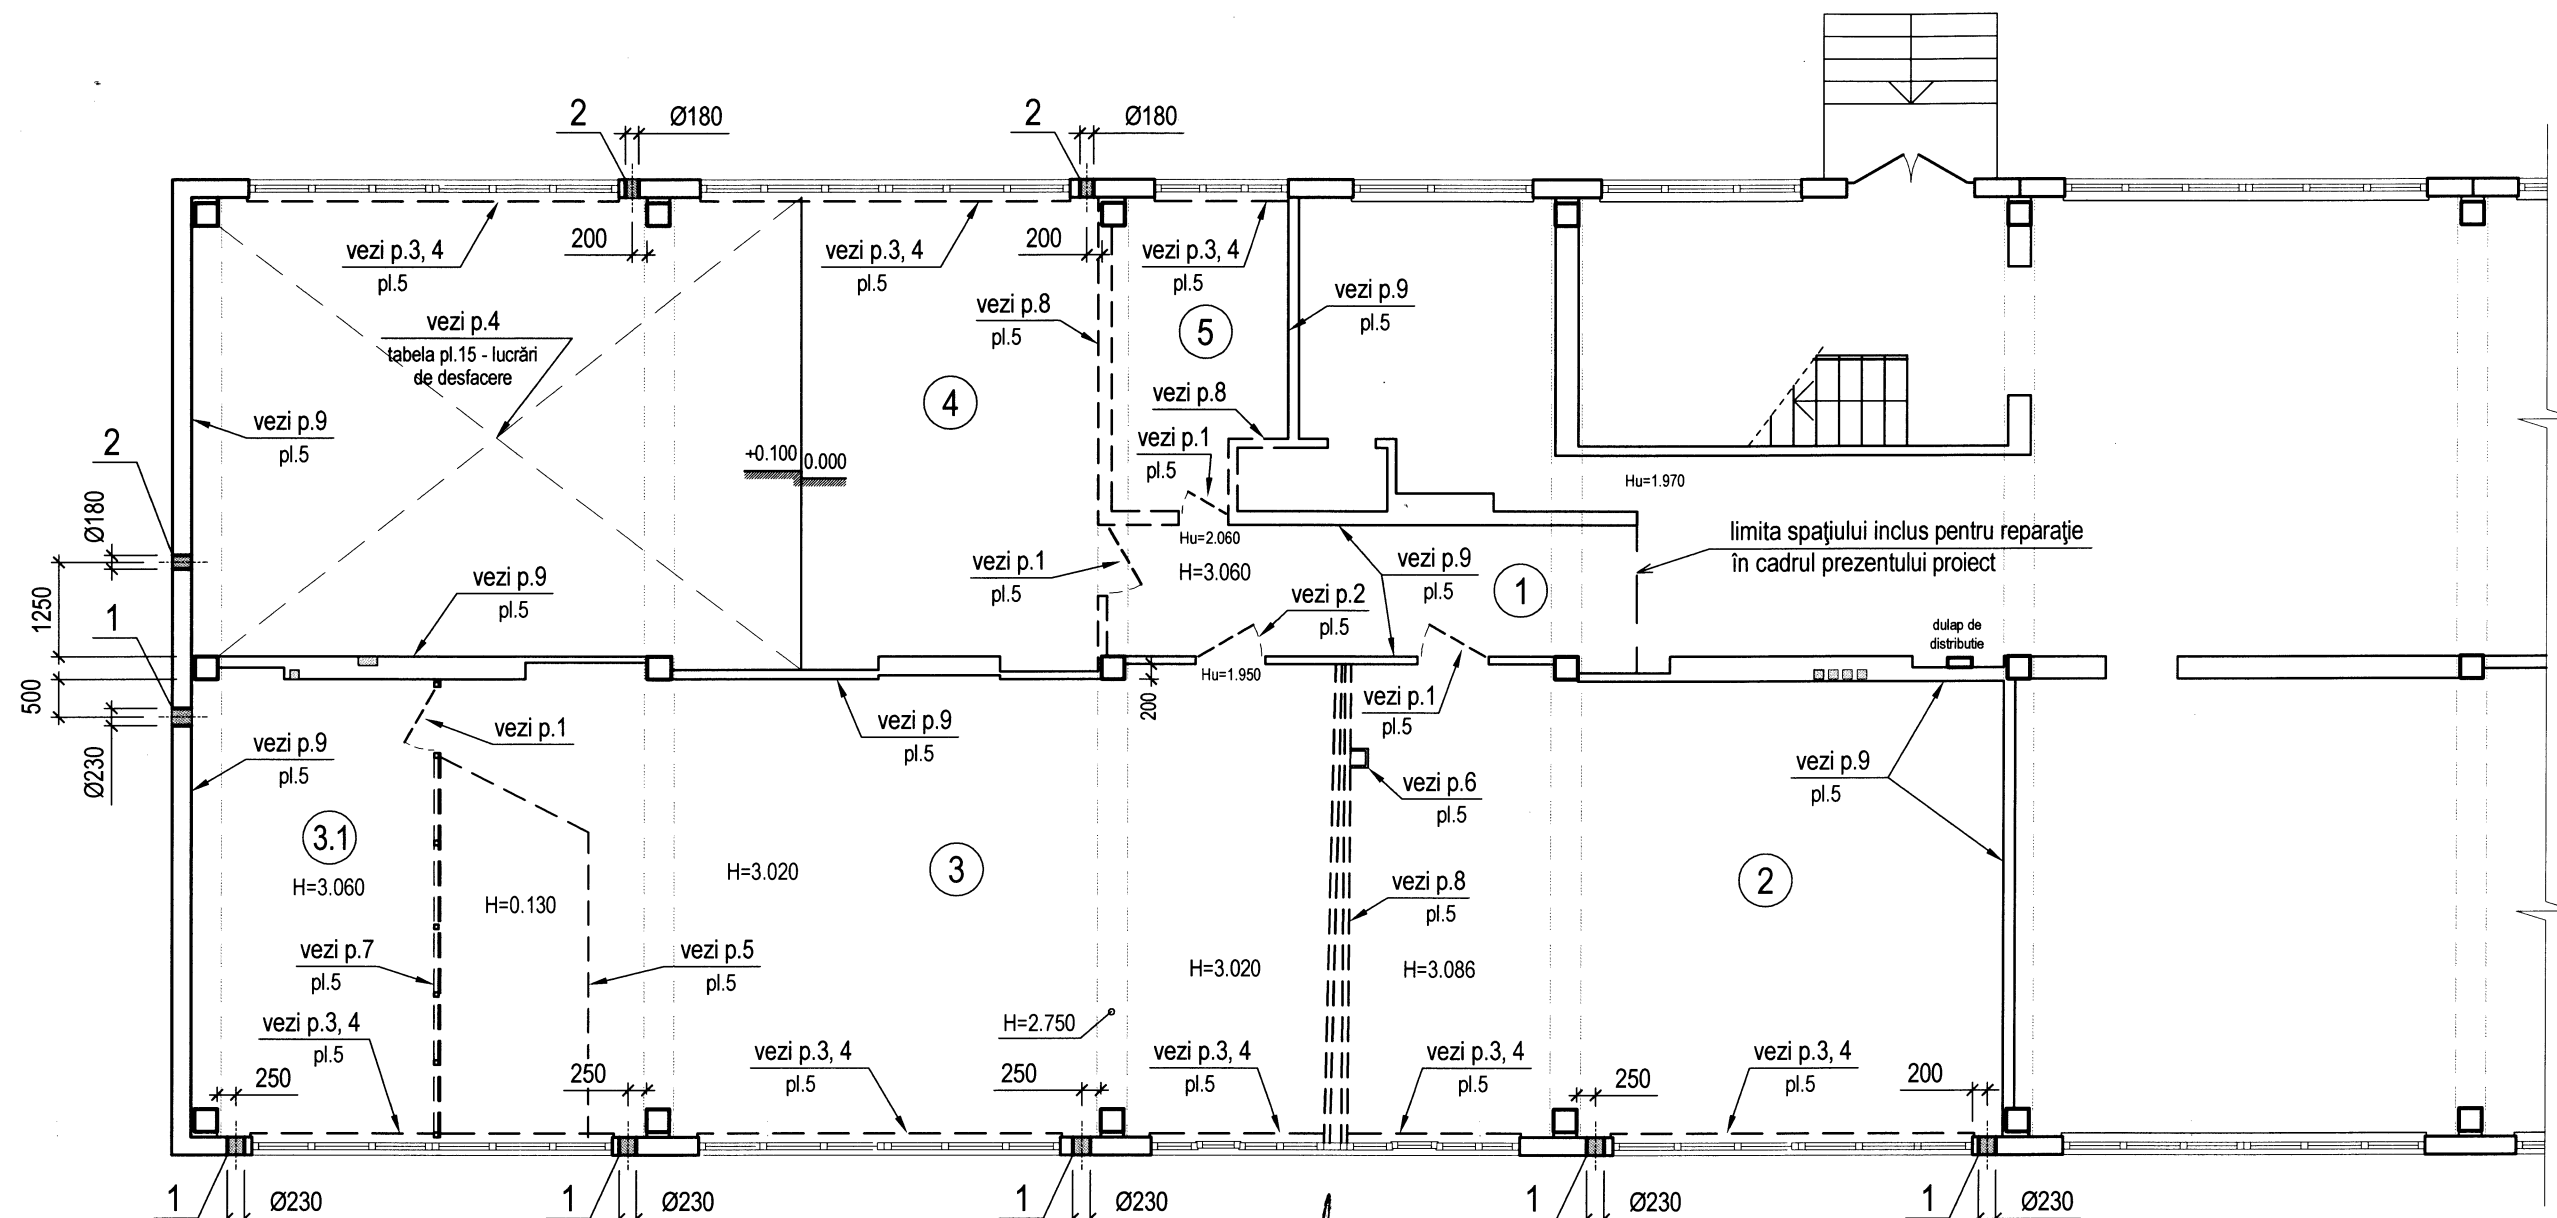 2
Ø180
2
Ø180
200
200
vezi p.3, 4
pl.5
vezi p.3, 4
pl.5
vezi p.3, 4
pl.5
vezi p.8
pl.5
5
vezi p.9
pl.5
vezi p.4
tabela pl.15 - lucrări
de desfacere
4
vezi p.8
vezi p.9
pl.5
vezi p.1
pl.5
2
+0.100
0.000
Hu=1.970
Ø180
limita spaţiului inclus pentru reparaţie
în cadrul prezentului proiect
Hu=2.060
vezi p.1
pl.5
H=3.060
vezi p.9
pl.5
1
vezi p.9
pl.5
vezi p.2
pl.5
1250
1
dulap de
distributie
Hu=1.950
500
200
vezi p.1
pl.5
vezi p.9
pl.5
vezi p.1
vezi p.9
pl.5
Ø230
vezi p.9
pl.5
vezi p.6
pl.5
3.1
H=3.060
H=3.020
3
2
H=0.130
vezi p.8
pl.5
vezi p.7
pl.5
vezi p.5
pl.5
H=3.020
H=3.086
H=2.750
vezi p.3, 4
pl.5
vezi p.3, 4
pl.5
vezi p.3, 4
pl.5
vezi p.3, 4
pl.5
vezi p.3, 4
pl.5
250
250
250
250
200
1
Ø230
1
Ø230
1
Ø230
1
Ø230
1
Ø230